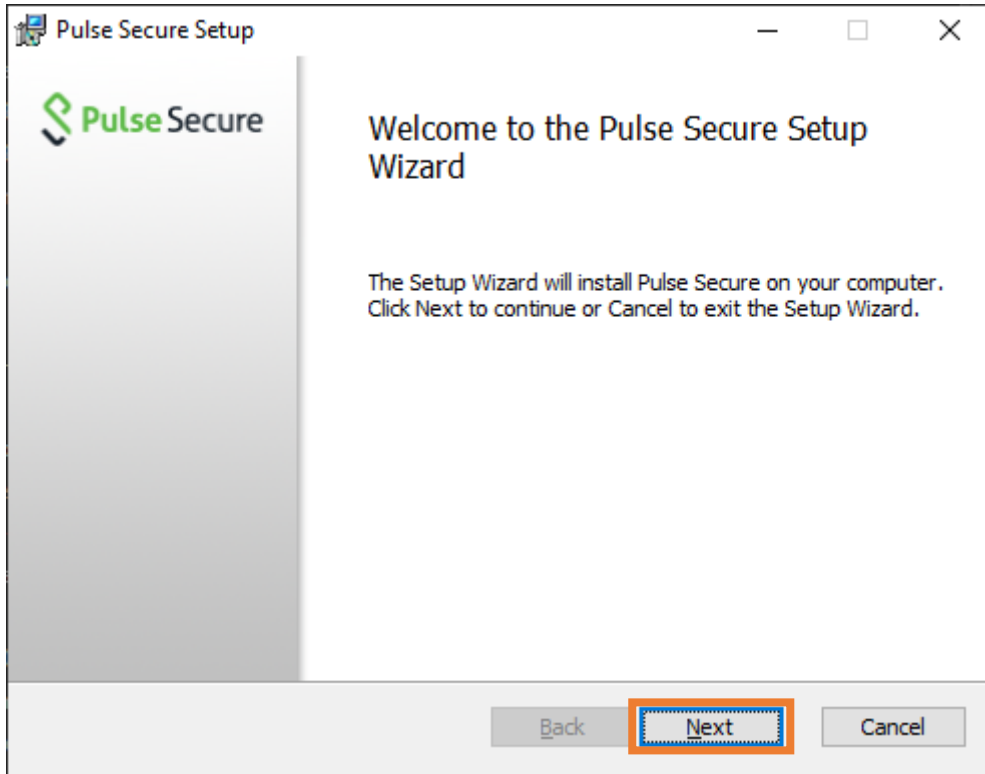 Pulse Secure Setup
Pulse Secure
Welcome to the Pulse Secure Setup
Wizard
The Setup Wizard will install Pulse Secure on your computer.
Click Next to continue or Cancel to exit the Setup Wizard.
Back Next Cancel